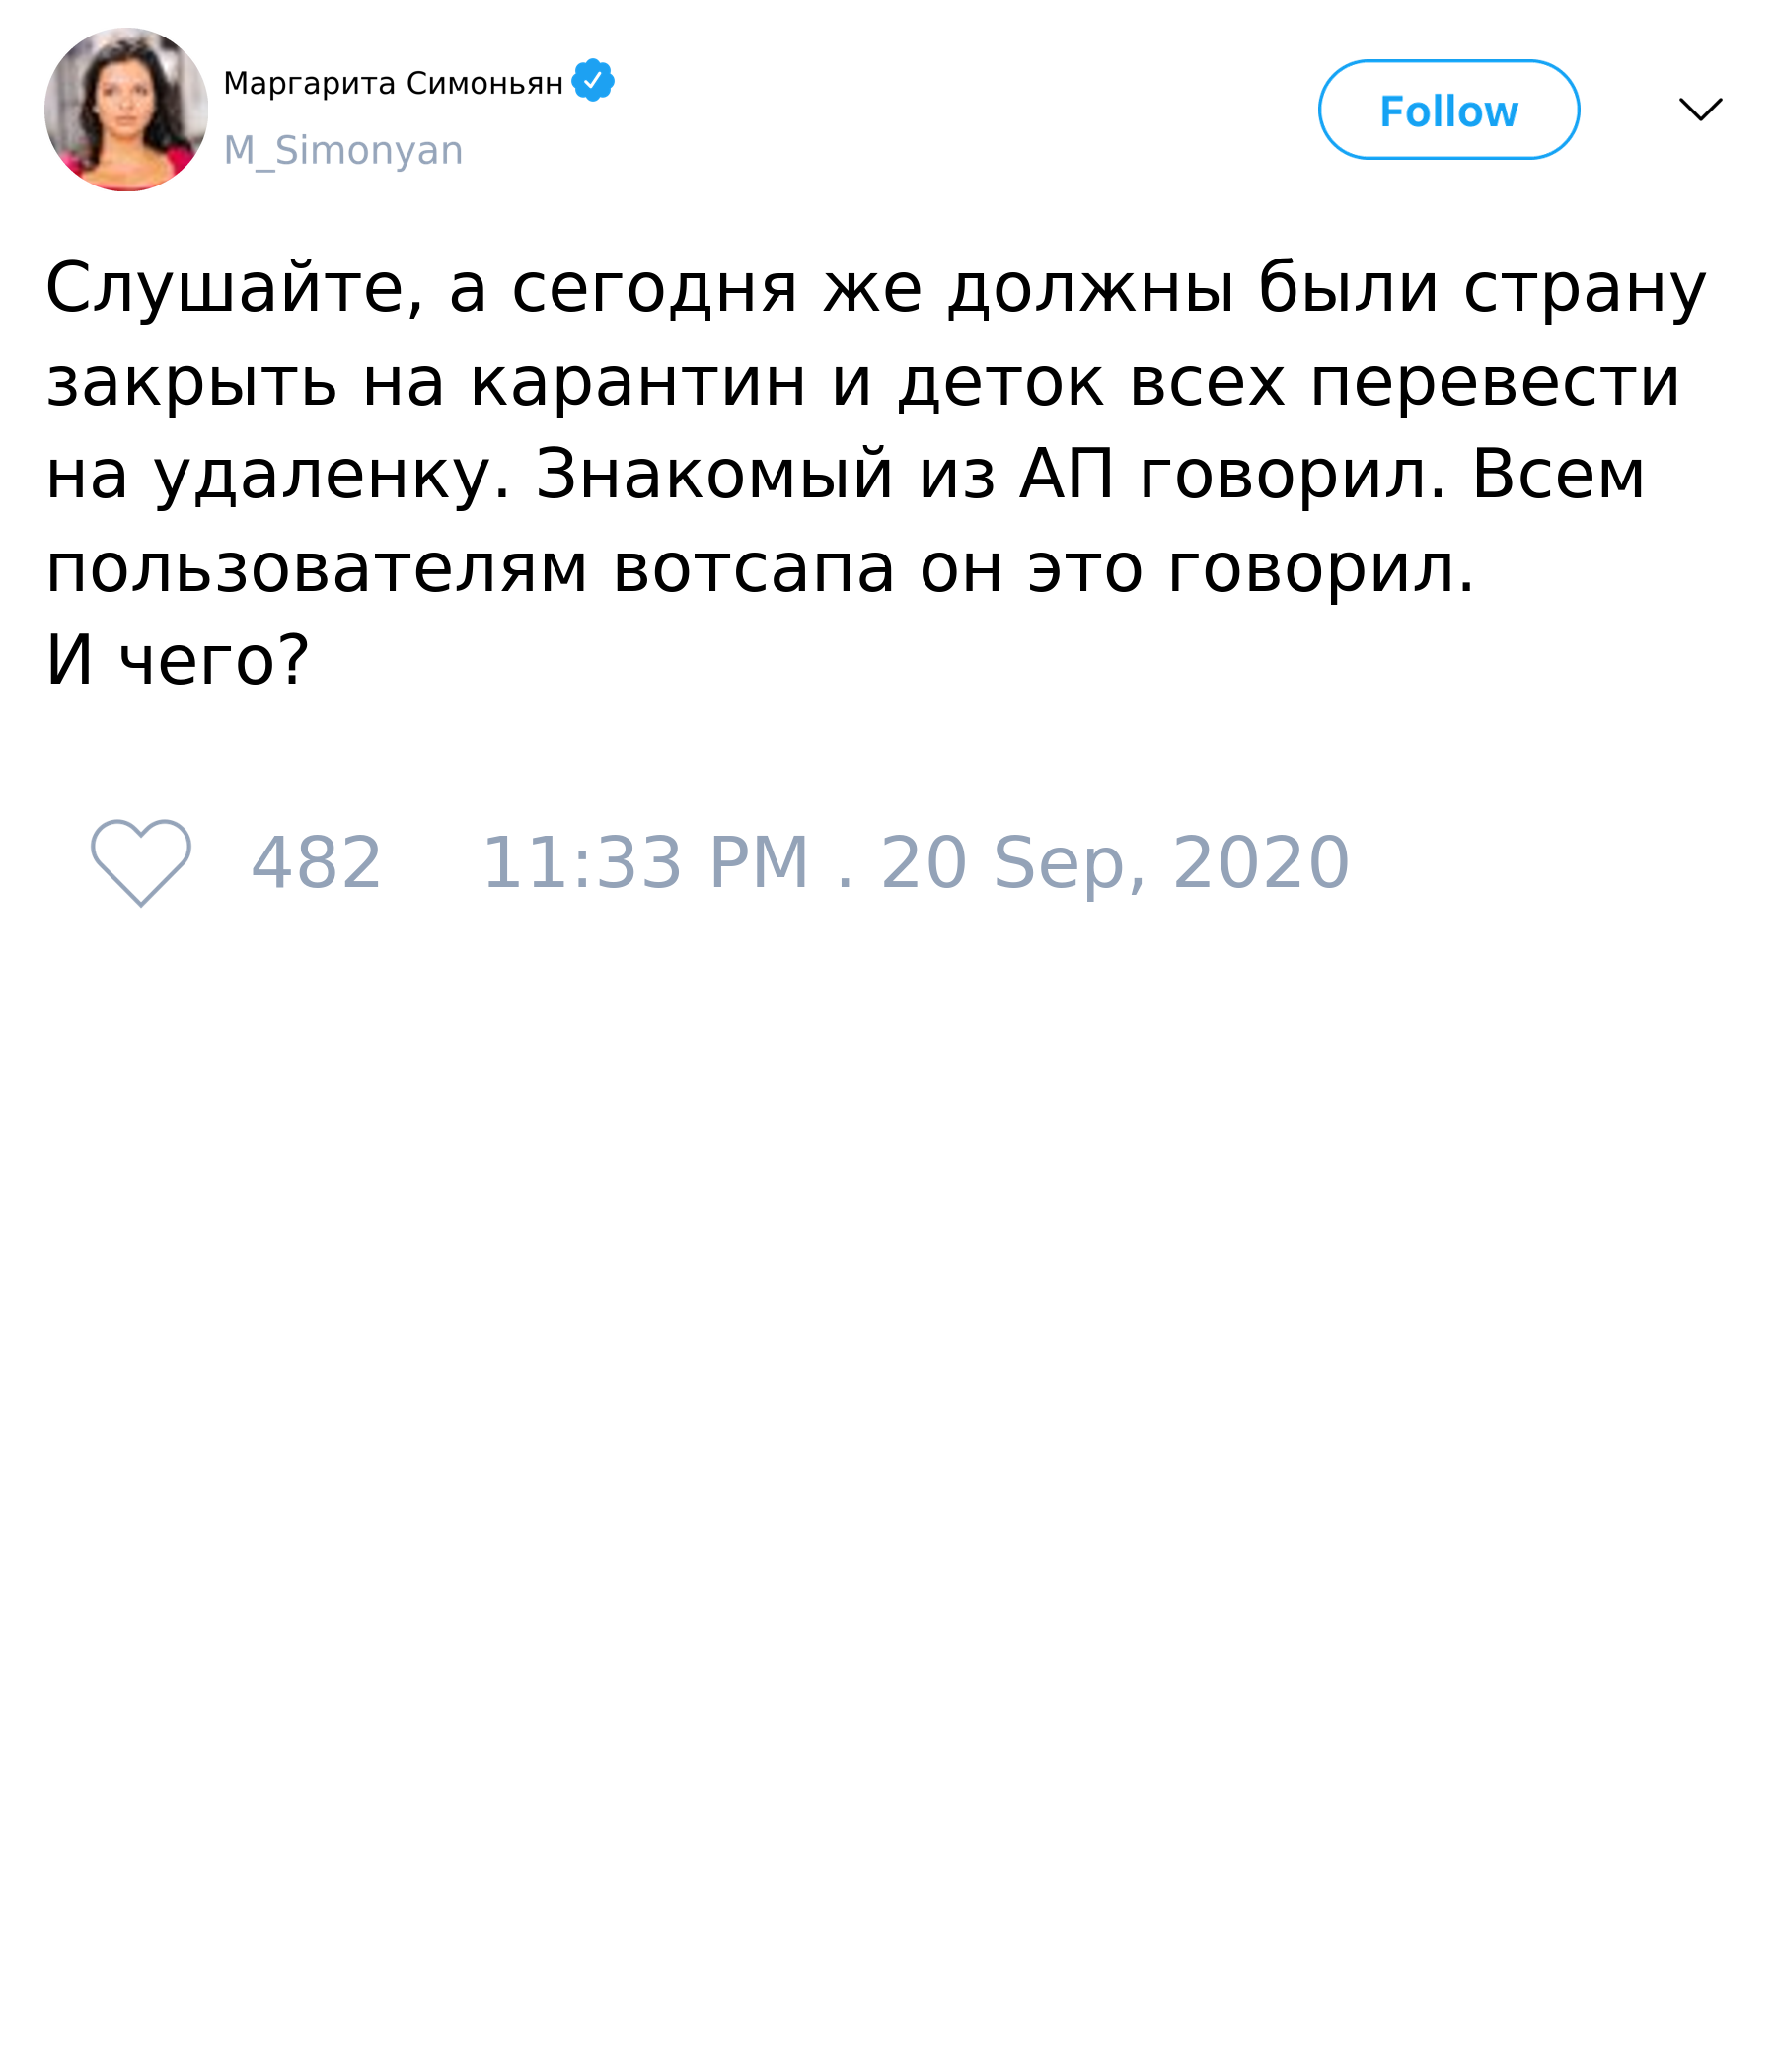 Маргарита Симоньян
M_Simonyan
Follow
Слушайте, а сегодня же должны были страну
закрыть на карантин и деток всех перевести
на удаленку. Знакомый из АП говорил. Всем
пользователям вотсапа он это говорил.
И чего?
482 11:33 PM . 20 Sep, 2020